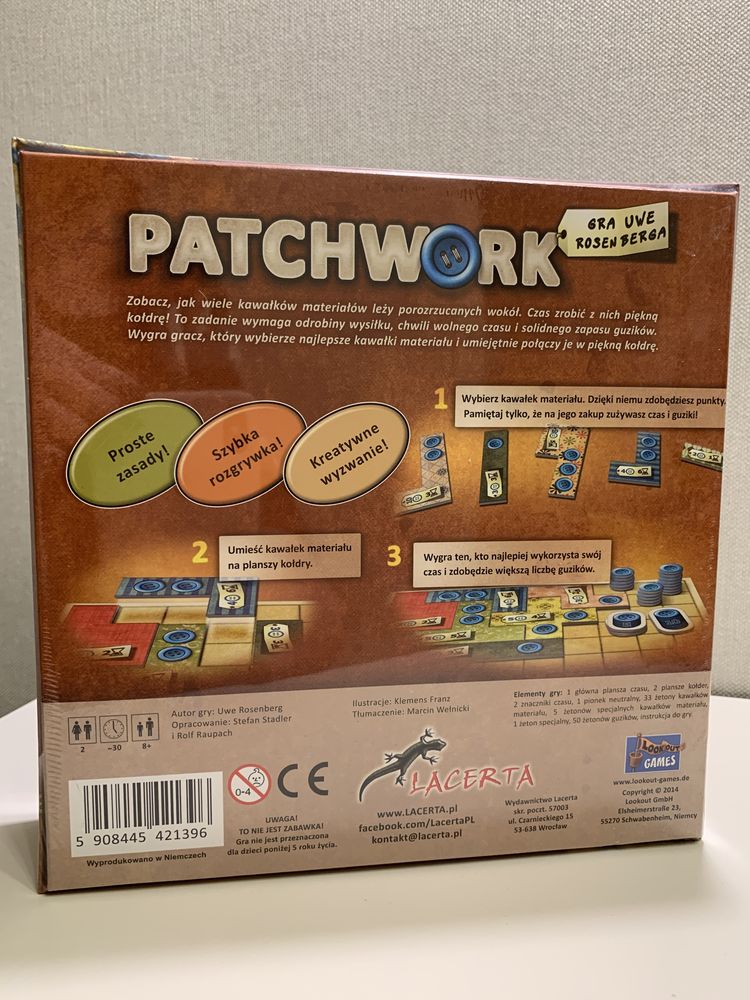 PATCHWORK
GRA UWE
ROSENBERGA
Zobacz, jak wiele kawałków materiałów leży porozrzucanych wokół. Czas zrobić z nich piękną
kołdrę! To zadanie wymaga odrobiny wysiłku, chwili wolnego czasu i solidnego zapasu guzików.
Wygra gracz, który wybierze najlepsze kawałki materiału i umiejętnie połączy je w piękną kołdrę.
Proste
zasady!
Szybka
rozgrywka!
Kreatywne
wyzwanie!
1
Wybierz kawałek materiału. Dzięki niemu zdobędziesz punkty.
Pamiętaj tylko, że na jego zakup zużywasz czas i guziki!
2
Umieść kawałek materiału
na planszy kołdry.
3
Wygra ten, kto najlepiej wykorzysta swój
czas i zdobędzie większą liczbę guzików.
2
~30
8+
Autor gry: Uwe Rosenberg
Opracowanie: Stefan Stadler
i Rolf Raupach
Ilustracje: Klemens Franz
Tłumaczenie: Marcin Wełnicki
Elementy gry: 1 główna plansza czasu, 2 plansze kołder,
2 znaczniki czasu, 1 pionek neutralny, 33 żetony kawałków
materiału, 5 żetonów specjalnych kawałków materiału,
1 żeton specjalny, 50 żetonów guzików, instrukcja do gry.
5 908445 421396
Wyprodukowano w Niemczech
0-4
CE
UWAGA!
TO NIE JEST ZABAWKA!
Gra nie jest przeznaczona
dla dzieci poniżej 5 roku życia.
LACERTA
www.LACERTA.pl
facebook.com/LacertaPL
kontakt@lacerta.pl
Wydawnictwo Lacerta
skr. poczt. 57003
ul. Czarnieckiego 15
53-638 Wrocław
LOOKOUT
GAMES
www.lookout-games.de
Copyright © 2014
Lookout GmbH
Elsheimerstraße 23,
55270 Schwabenheim, Niemcy